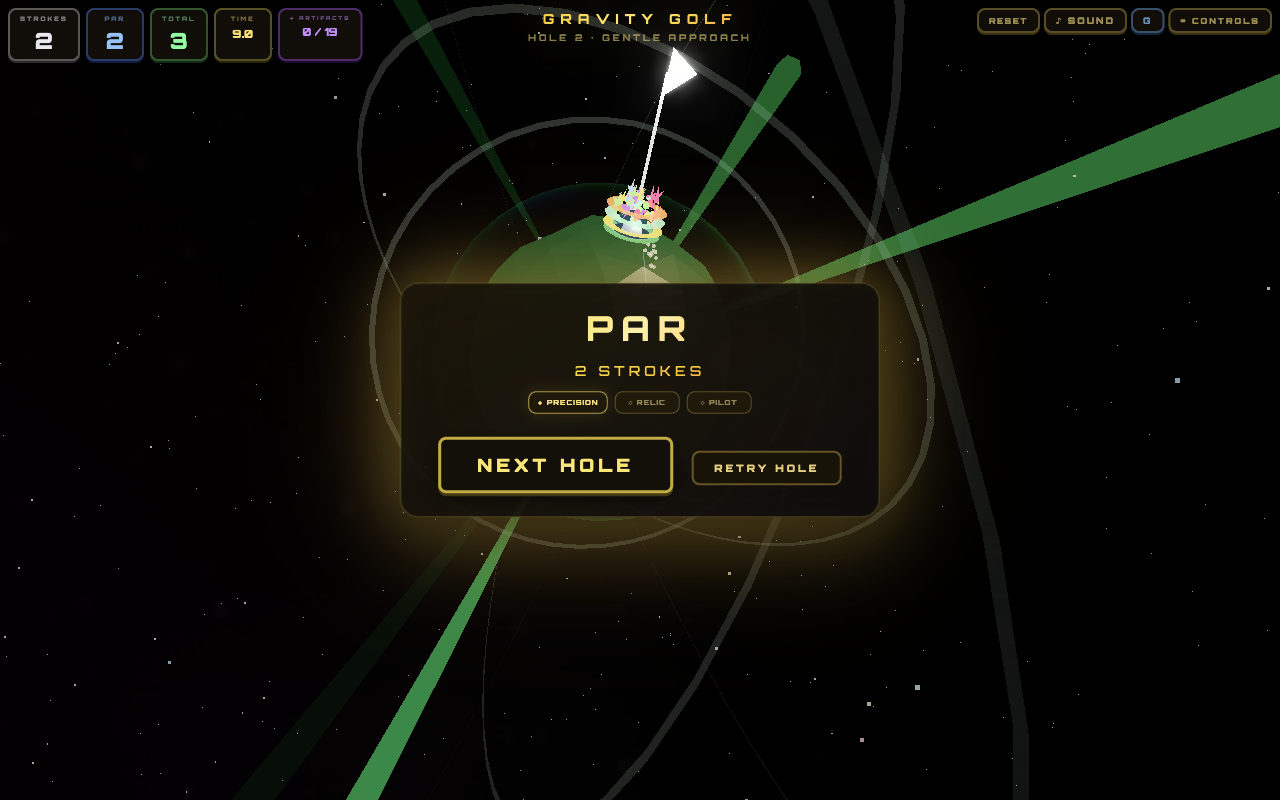 STROKES
2
PAR
2
TOTAL
3
TIME
9.0
✦ ARTIFACTS
0 / 19
GRAVITY GOLF
HOLE 2 · GENTLE APPROACH
RESET
♪ SOUND
G
≡ CONTROLS
PAR
2 STROKES
◆ PRECISION
◇ RELIC
◇ PILOT
NEXT HOLE
RETRY HOLE